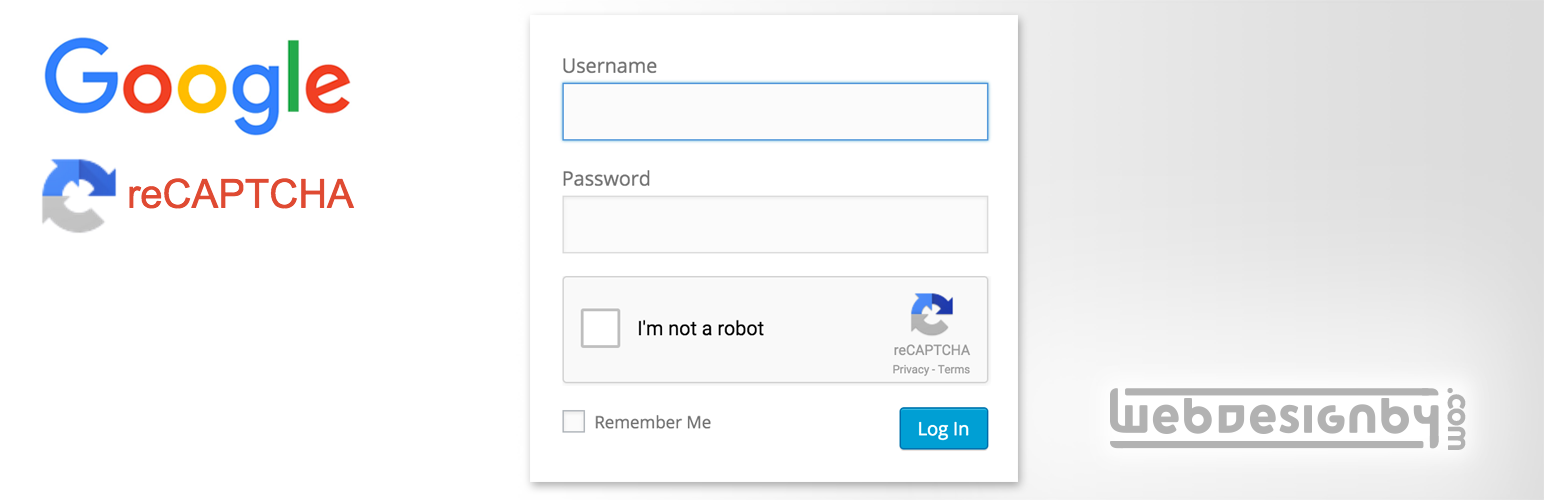 Google
reCAPTCHA
Username
Password
I'm not a robot
reCAPTCHA
Privacy - Terms
Remember Me
Log In
webdesignby.com